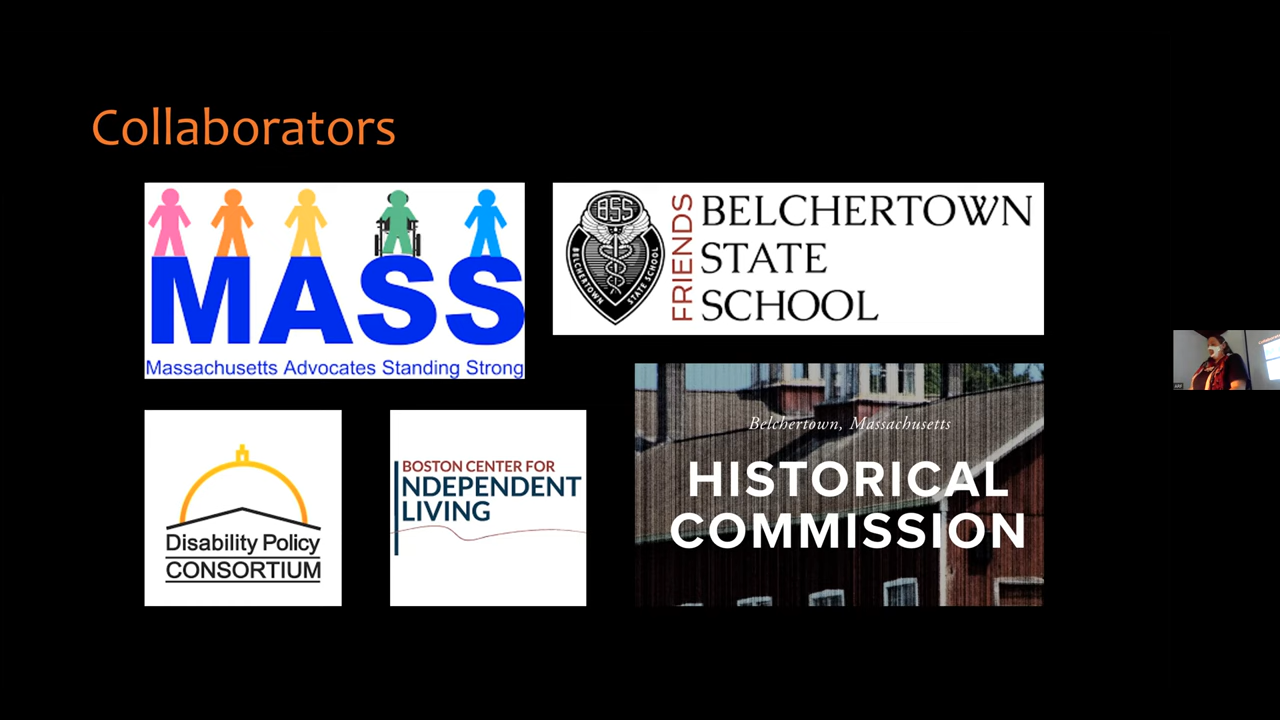 Collaborators
MASS
Massachusetts Advocates Standing Strong
BSS
BELCHERTOWN
STATE SCHOOL
FRIENDS
BELCHERTOWN
STATE
SCHOOL
Disability Policy
CONSORTIUM
BOSTON CENTER FOR
INDEPENDENT
LIVING
Belchertown, Massachusetts
HISTORICAL
COMMISSION